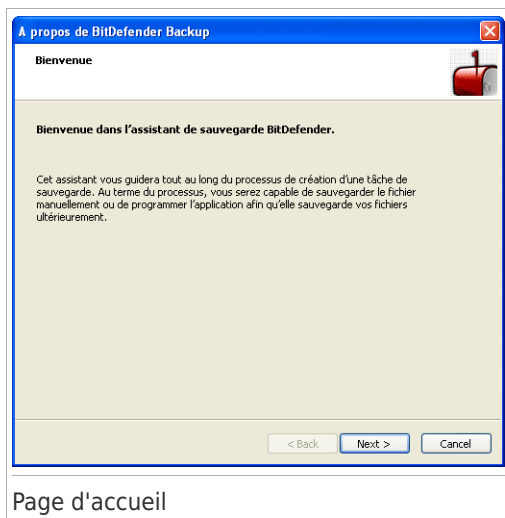 A propos de BitDefender Backup
Bienvenue
Bienvenue dans l'assistant de sauvegarde BitDefender.
Cet assistant vous guidera tout au long du processus de création d'une tâche de
sauvegarde. Au terme du processus, vous serez capable de sauvegarder le fichier
manuellement ou de programmer l'application afin qu'elle sauvegarde vos fichiers
ultérieurement.
< Back Next > Cancel
Page d'accueil